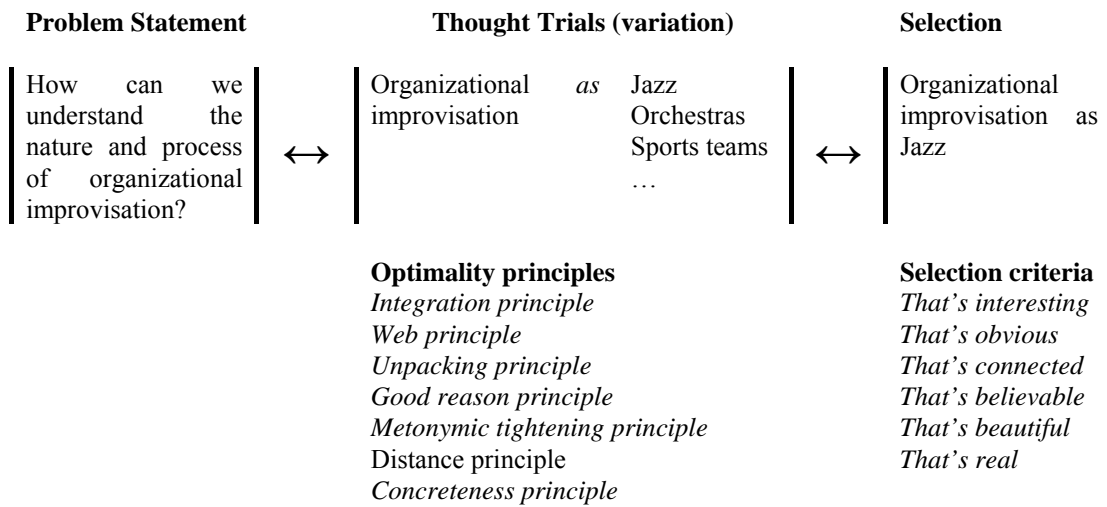 Problem Statement
Thought Trials (variation)
Selection
How can we
understand the
nature and process
of organizational
improvisation?
↔
Organizational as Jazz
improvisation Orchestras
Sports teams
…
↔
Organizational
improvisation as
Jazz
Optimality principles
Integration principle
Web principle
Unpacking principle
Good reason principle
Metonymic tightening principle
Distance principle
Concreteness principle
Selection criteria
That's interesting
That's obvious
That's connected
That's believable
That's beautiful
That's real